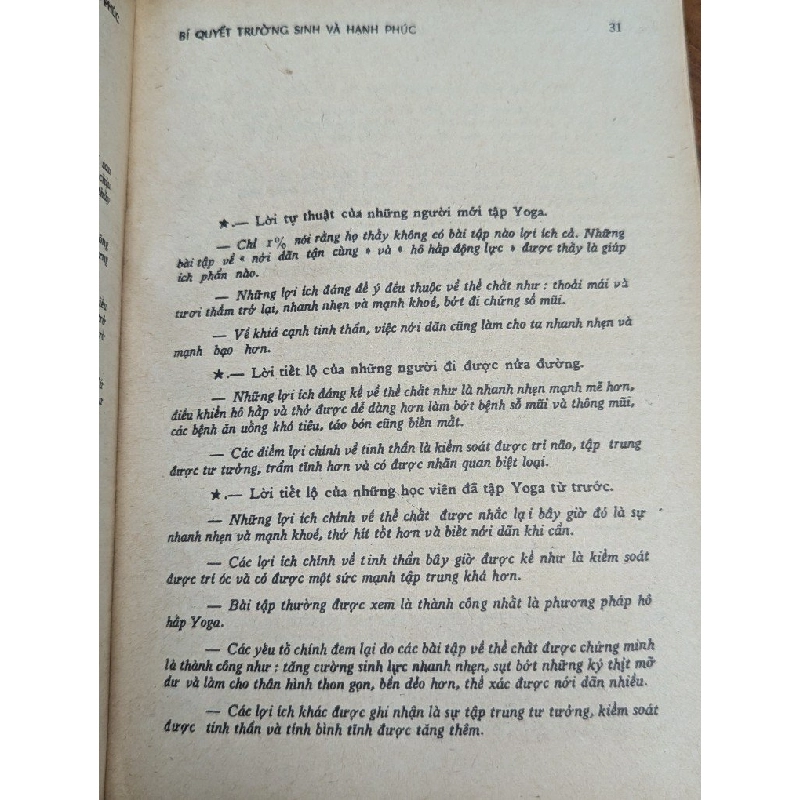 BÍ QUYẾT TRƯỜNG SINH VÀ HẠNH PHÚC 31
★.— Lời tự thuật của những người mới tập Yoga.
— Chỉ 1% nói rằng họ thấy không có bài tập nào lợi ích cả. Những
bài tập về « nới dãn tận cùng » và « hô hấp động lực » được thấy là giúp
ích phần nào.
— Những lợi ích đáng để ý đều thuộc về thể chất như : thoải mái và
tươi thắm trở lại, nhanh nhẹn và mạnh khoẻ, bớt đi chứng sổ mũi.
— Về khía cạnh tinh thần, việc nới dãn cũng làm cho ta nhanh nhẹn và
mạnh bạo hơn.
★.— Lời tiết lộ của những người đi được nửa đường.
— Những lợi ích đáng kể về thể chất như là nhanh nhẹn mạnh mẽ hơn,
điều khiển hô hấp và thở được dể dàng hơn làm bớt bệnh sổ mũi và thông mũi,
các bệnh ăn uống khó tiêu, táo bón cũng biến mất.
— Các điểm lợi chính về tinh thần là kiểm soát được trí não, tập trung
được tư tưởng, trầm tĩnh hơn và có được nhãn quan biệt loại.
★.— Lời tiết lộ của những học viên đã tập Yoga từ trước.
— Những lợi ích chính về thể chất được nhắc lại bây giờ đó là sự
nhanh nhẹn và mạnh khoẻ, thở hít tốt hơn và biết nới dãn khi cần.
— Các lợi ích chính về tinh thần bây giờ được kể như là kiểm soát
được trí óc và có được một sức mạnh tập trung khá hơn.
— Bài tập thường được xem là thành công nhất là phương pháp hô
hấp Yoga.
— Các yếu tố chính đem lại do các bài tập về thể chất được chứng minh
là thành công như : tăng cường sinh lực nhanh nhẹn, sụt bớt những ký thịt mỡ
dư và làm cho thân hình thon gọn, bền dẻo hơn, thể xác được nới dãn nhiều.
— Các lợi ích khác được ghi nhận là sự tập trung tư tưởng, kiểm soát
được tinh thần và tính bình tĩnh được tăng thêm.